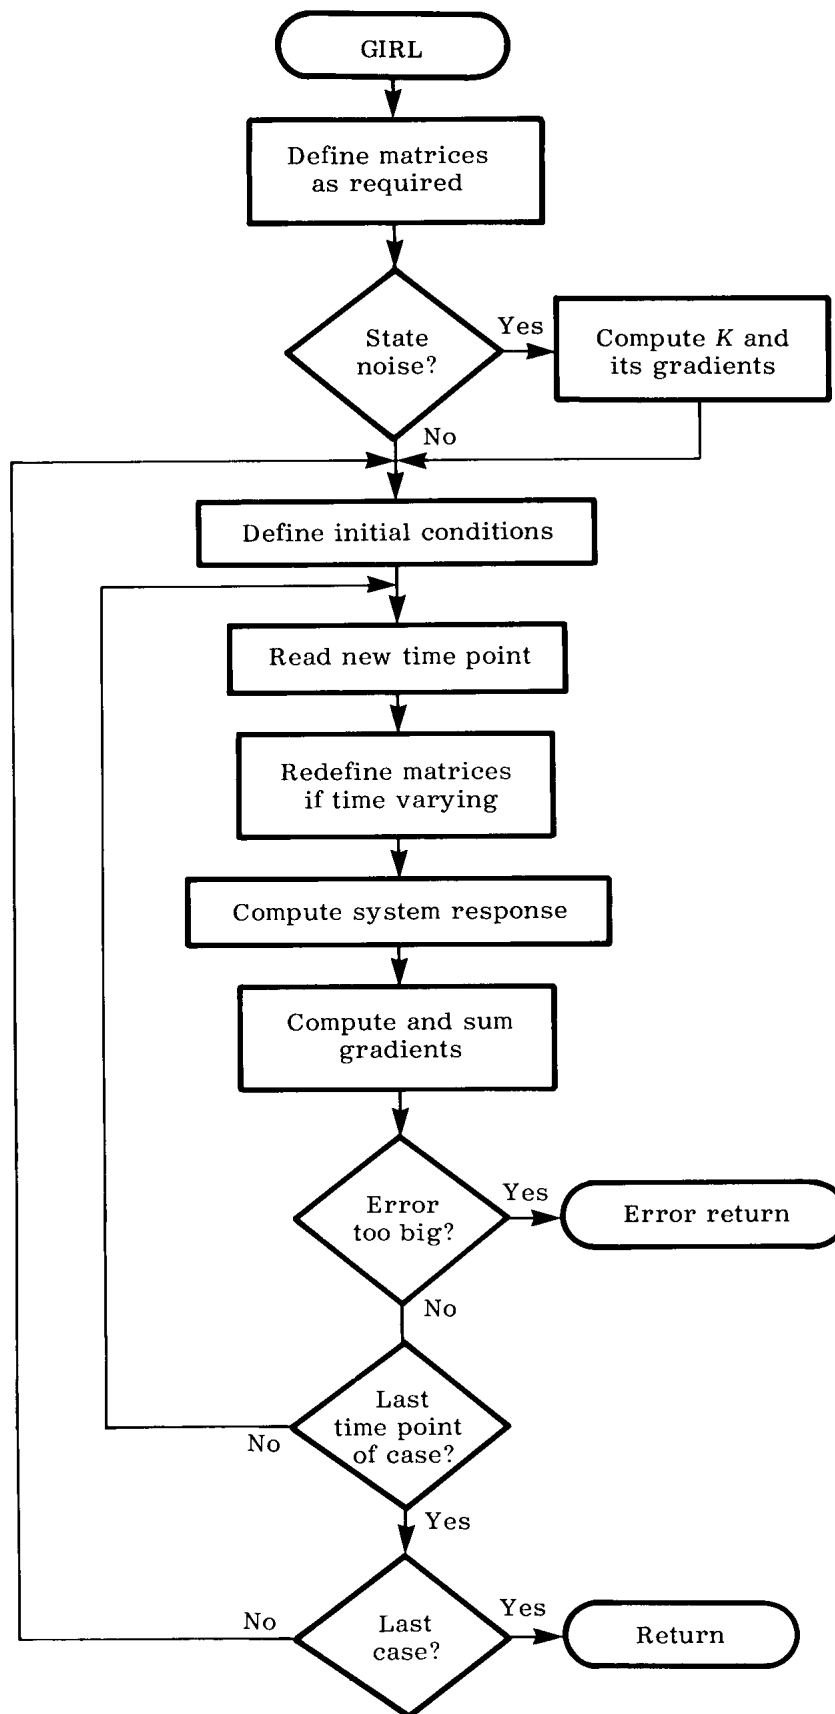 GIRL
Define matrices
as required
State
noise?
Yes
Compute K and
its gradients
No
Define initial conditions
Read new time point
Redefine matrices
if time varying
Compute system response
Compute and sum
gradients
Error
too big?
Yes
Error return
No
Last
time point
of case?
No
Yes
Last
case?
No
Yes
Return